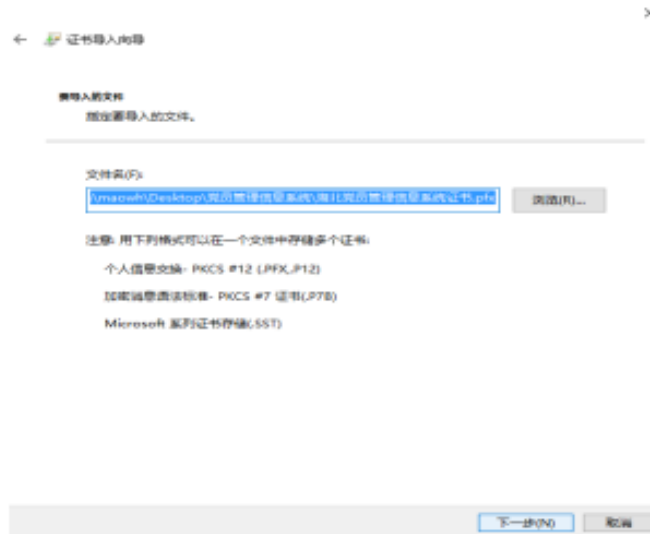 证书导入向导
要导入的文件
指定要导入的文件。
文件名(F):
\maowh\Desktop\党员管理信息系统\湖北党员管理信息系统证书.pfx
浏览(R)...
注意: 用下列格式可以在一个文件中存储多个证书:
个人信息交换- PKCS #12 (.PFX,.P12)
加密消息语法标准- PKCS #7 证书(.P7B)
Microsoft 系列证书存储(.SST)
下一步(N)
取消